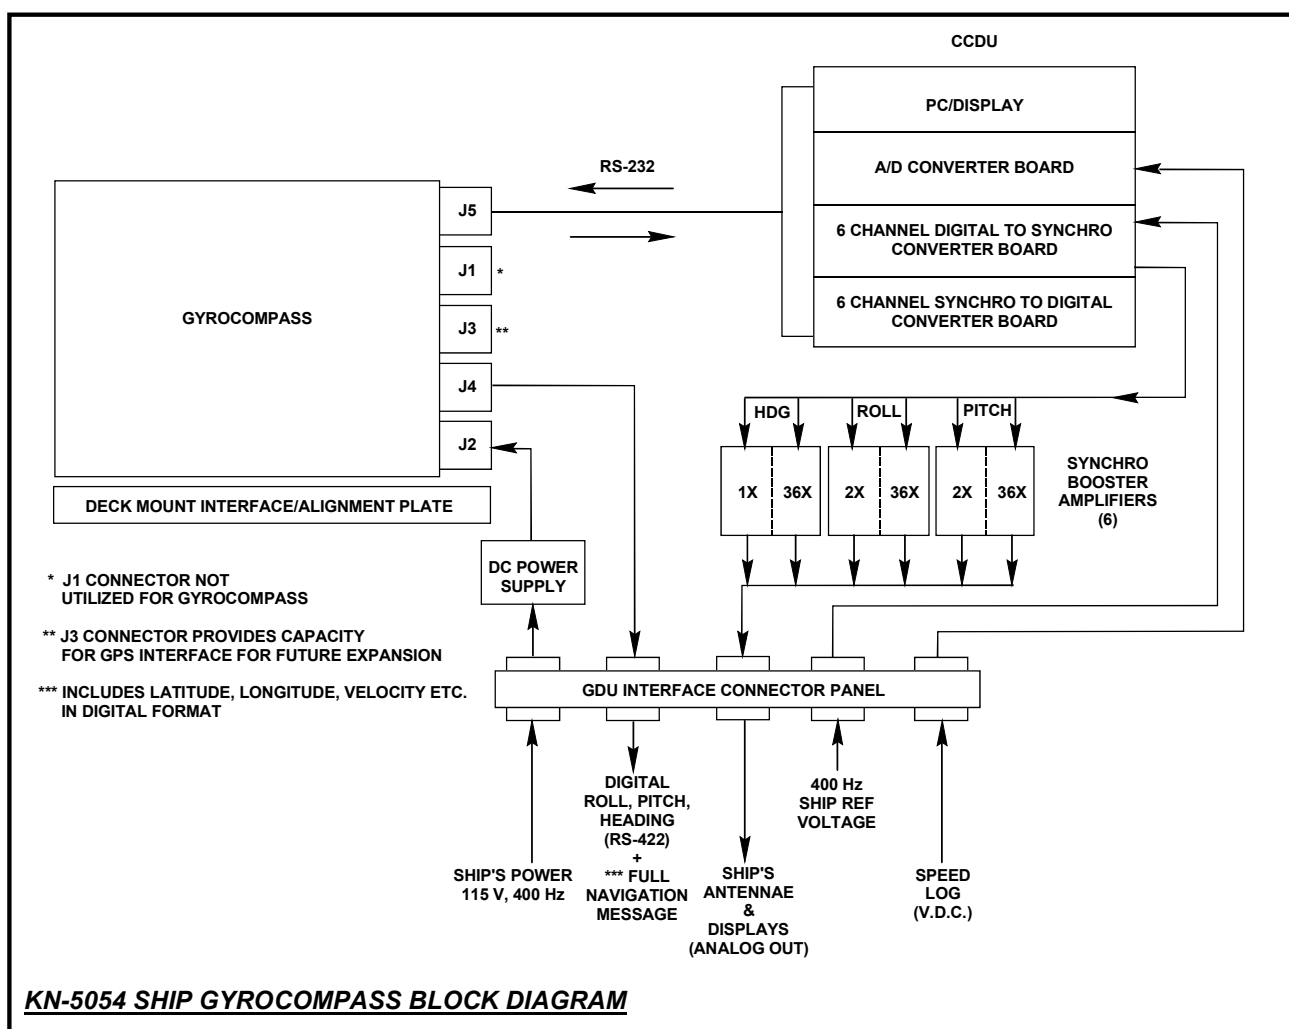 CCDU
PC/DISPLAY
A/D CONVERTER BOARD
6 CHANNEL DIGITAL TO SYNCHRO
CONVERTER BOARD
6 CHANNEL SYNCHRO TO DIGITAL
CONVERTER BOARD
RS-232
GYROCOMPASS
J5
J1 *
J3 **
J4
J2
DECK MOUNT INTERFACE/ALIGNMENT PLATE
HDG
ROLL
PITCH
1X
36X
2X
36X
2X
36X
SYNCHRO
BOOSTER
AMPLIFIERS
(6)
DC POWER
SUPPLY
* J1 CONNECTOR NOT
UTILIZED FOR GYROCOMPASS
** J3 CONNECTOR PROVIDES CAPACITY
FOR GPS INTERFACE FOR FUTURE EXPANSION
*** INCLUDES LATITUDE, LONGITUDE, VELOCITY ETC.
IN DIGITAL FORMAT
GDU INTERFACE CONNECTOR PANEL
SHIP'S POWER
115 V, 400 Hz
DIGITAL
ROLL, PITCH,
HEADING
(RS-422)
+
*** FULL
NAVIGATION
MESSAGE
SHIP'S
ANTENNAE
&
DISPLAYS
(ANALOG OUT)
400 Hz
SHIP REF
VOLTAGE
SPEED
LOG
(V.D.C.)
KN-5054 SHIP GYROCOMPASS BLOCK DIAGRAM